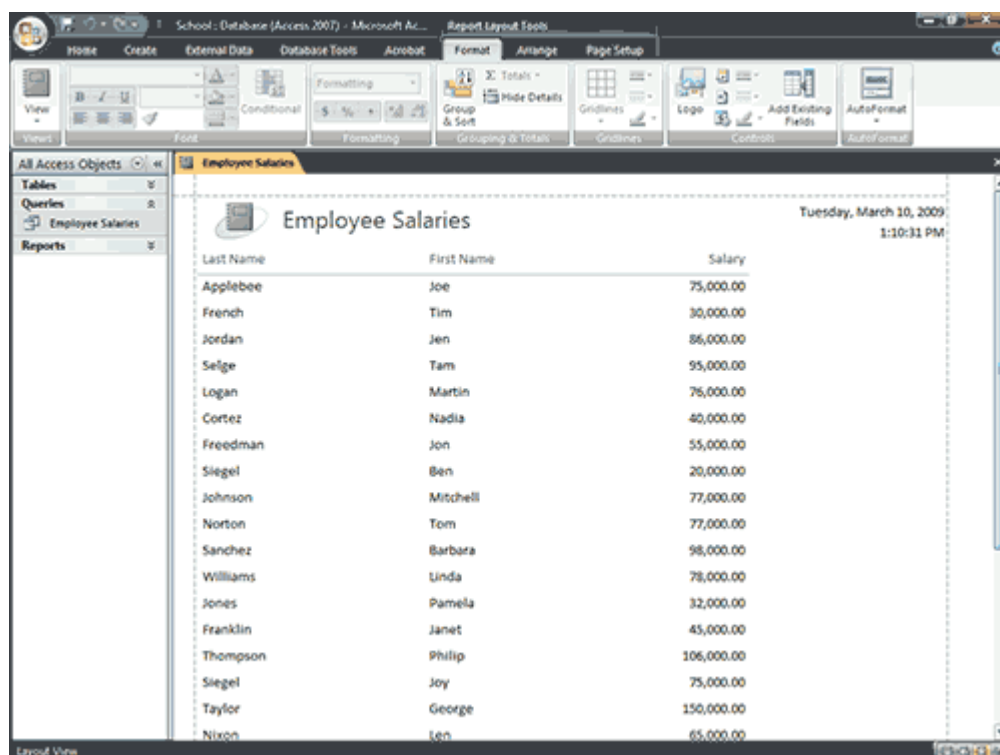 School : Database (Access 2007) - Microsoft Ac... Report Layout Tools
Home Create External Data Database Tools Acrobat Format Arrange Page Setup
View
B I U
Conditional
Formatting
$ % ,
Group & Sort
Σ Totals
Hide Details
Gridlines
Logo
Add Existing Fields
AutoFormat
Views Font Formatting Grouping & Totals Gridlines Controls AutoFormat
All Access Objects «
Employee Salaries
Tables
Queries
Employee Salaries
Reports
Employee Salaries
Tuesday, March 10, 2009
1:10:31 PM
Last Name First Name Salary
Applebee Joe 75,000.00
French Tim 30,000.00
Jordan Jen 86,000.00
Selge Tam 95,000.00
Logan Martin 76,000.00
Cortez Nadia 40,000.00
Freedman Jon 55,000.00
Siegel Ben 20,000.00
Johnson Mitchell 77,000.00
Norton Tom 77,000.00
Sanchez Barbara 98,000.00
Williams Linda 78,000.00
Jones Pamela 32,000.00
Franklin Janet 45,000.00
Thompson Philip 106,000.00
Siegel Joy 75,000.00
Taylor George 150,000.00
Nixon Len 65,000.00
Layout View